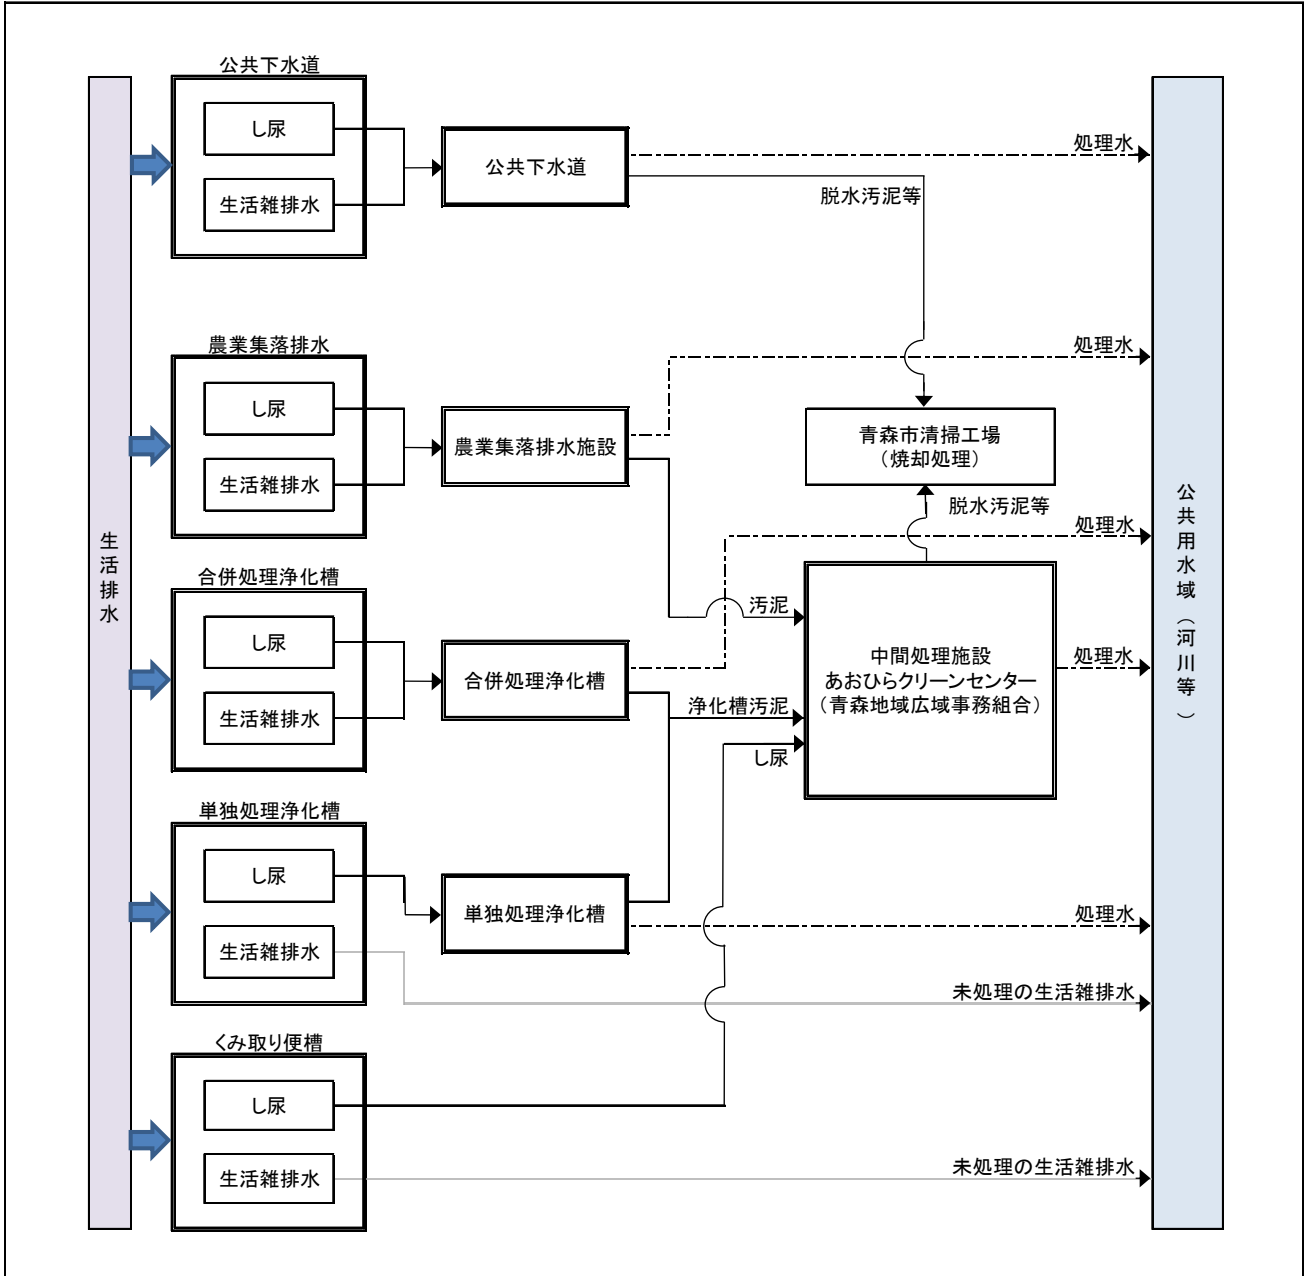 生活排水
公共下水道
し尿
生活雑排水
公共下水道
処理水
脱水汚泥等
農業集落排水
し尿
生活雑排水
農業集落排水施設
処理水
青森市清掃工場
（焼却処理）
脱水汚泥等
合併処理浄化槽
し尿
生活雑排水
合併処理浄化槽
処理水
汚泥
浄化槽汚泥
し尿
中間処理施設
あおひらクリーンセンター
（青森地域広域事務組合）
処理水
単独処理浄化槽
し尿
生活雑排水
単独処理浄化槽
処理水
未処理の生活雑排水
くみ取り便槽
し尿
生活雑排水
未処理の生活雑排水
公共用水域（河川等）